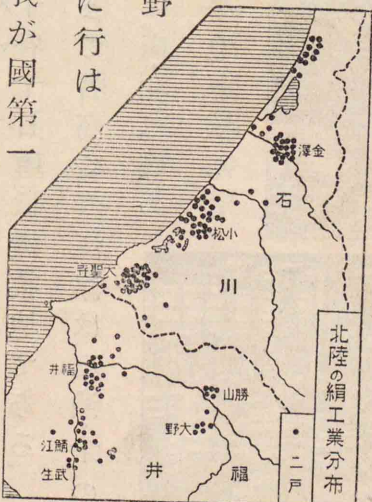 北陸の絹工業分布
二戸
金澤
石川
小松
大聖寺
福井
勝山
大野
鯖江
武生
福井
野
に行は
が國第一